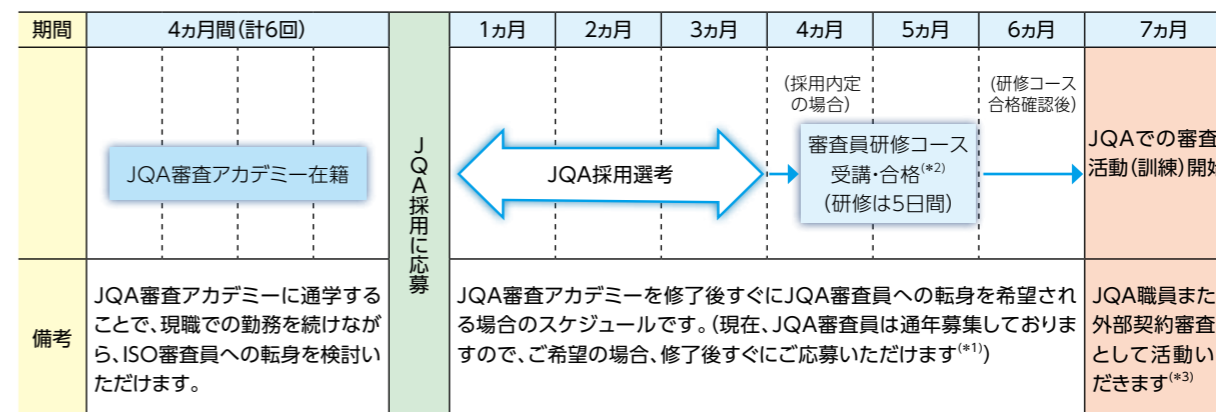 期間
4ヵ月間(計6回)
1ヵ月
2ヵ月
3ヵ月
4ヵ月
5ヵ月
6ヵ月
7ヵ月
JQA審査アカデミー在籍
JQA採用に応募
JQA採用選考
(採用内定
の場合)
審査員研修コース
受講・合格(*2)
(研修は5日間)
(研修コース
合格確認後)
JQAでの審査
活動(訓練)開始
備考
JQA審査アカデミーに通学する
ことで、現職での勤務を続けなが
ら、ISO審査員への転身を検討い
ただけます。
JQA審査アカデミーを修了後すぐにJQA審査員への転身を希望され
る場合のスケジュールです。(現在、JQA審査員は通年募集しておりま
すので、ご希望の場合、修了後すぐにご応募いただけます(*1))
JQA職員また
外部契約審査
として活動い
だきます(*3)